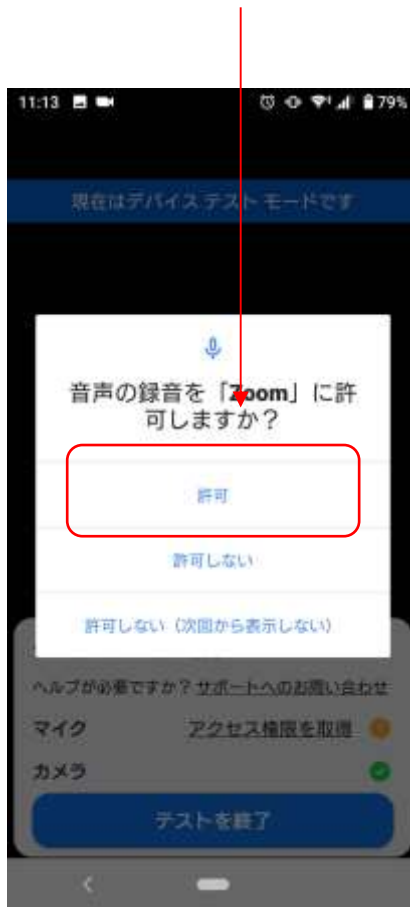 11:13
79%
現在はデバイス テスト モードです
音声の録音を「Zoom」に許
可しますか？
許可
許可しない
許可しない（次回から表示しない）
ヘルプが必要ですか？サポートへのお問い合わせ
マイク アクセス権限を取得
カメラ
テストを終了